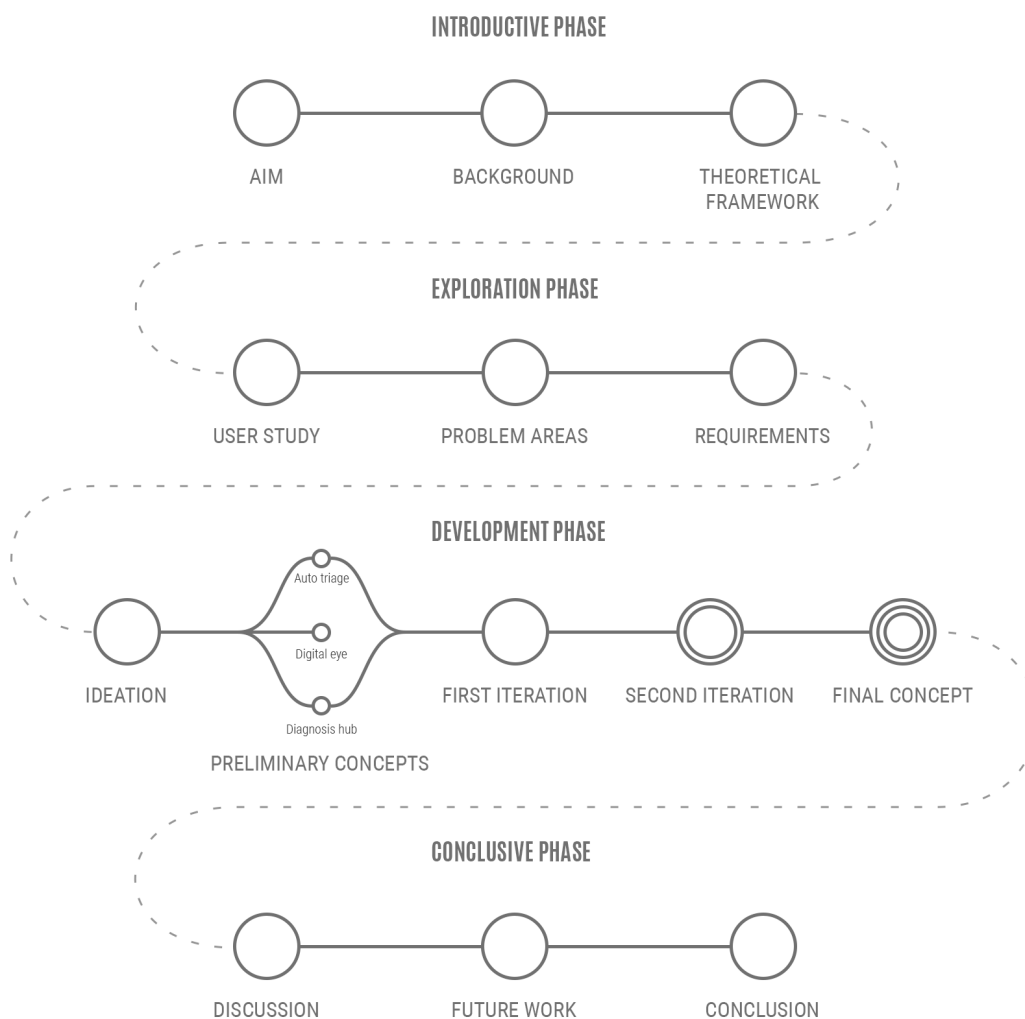 INTRODUCTIVE PHASE
AIM
BACKGROUND
THEORETICAL
FRAMEWORK
EXPLORATION PHASE
USER STUDY
PROBLEM AREAS
REQUIREMENTS
DEVELOPMENT PHASE
Auto triage
Digital eye
Diagnosis hub
IDEATION
PRELIMINARY CONCEPTS
FIRST ITERATION
SECOND ITERATION
FINAL CONCEPT
CONCLUSIVE PHASE
DISCUSSION
FUTURE WORK
CONCLUSION